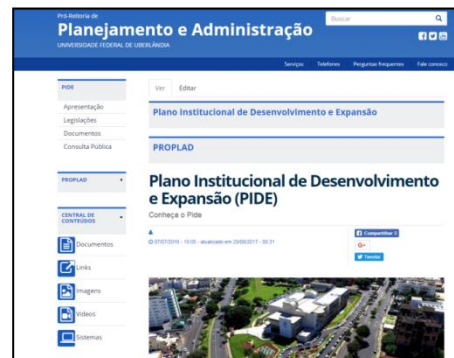 Pró-Reitoria de
Planejamento e Administração
UNIVERSIDADE FEDERAL DE UBERLÂNDIA
Buscar
Serviços Telefones Perguntas frequentes Fale conosco
PIDE
Apresentação
Legislações
Documentos
Consulta Pública
PROPLAD
CENTRAL DE
CONTEÚDOS
Documentos
Links
Imagens
Vídeos
Sistemas
Ver Editar
Plano Institucional de Desenvolvimento e Expansão
PROPLAD
Plano Institucional de Desenvolvimento
e Expansão (PIDE)
Conheça o Pide
Compartilhar 0
G+
Tweetar